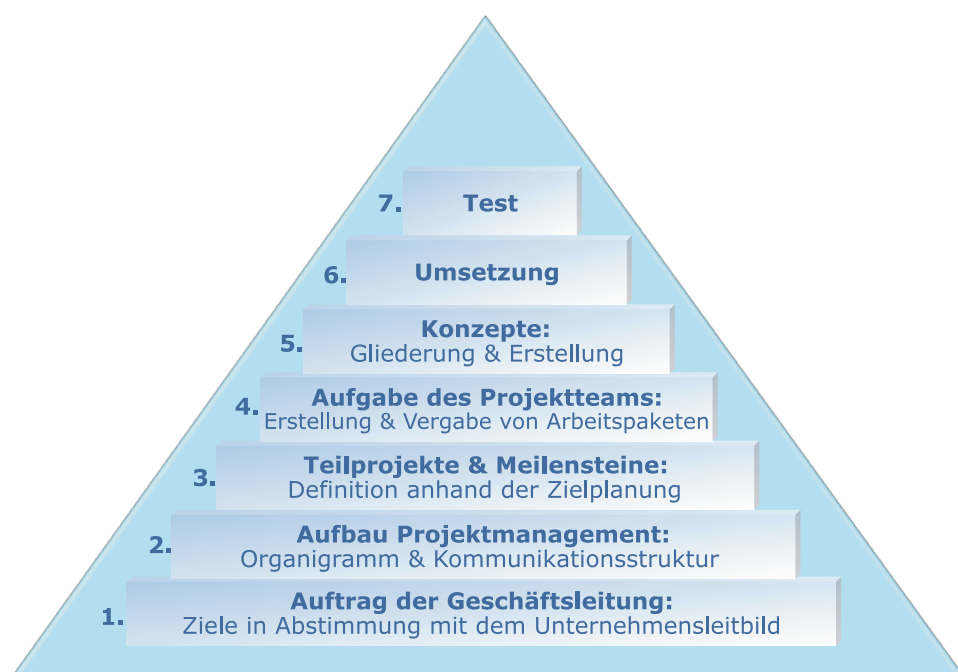 7. Test
6. Umsetzung
5. Konzepte:
Gliederung & Erstellung
4. Aufgabe des Projektteams:
Erstellung & Vergabe von Arbeitspaketen
3. Teilprojekte & Meilensteine:
Definition anhand der Zielplanung
2. Aufbau Projektmanagement:
Organigramm & Kommunikationsstruktur
1. Auftrag der Geschäftsleitung:
Ziele in Abstimmung mit dem Unternehmensleitbild